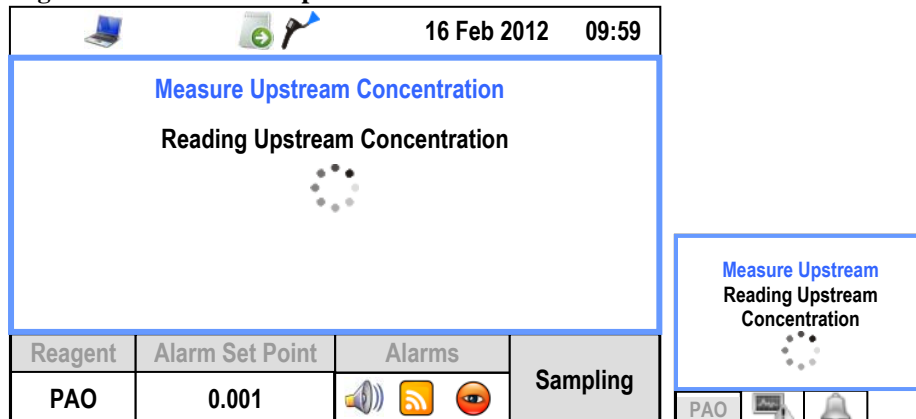 16 Feb 2012 09:59
Measure Upstream Concentration
Reading Upstream Concentration
Reagent Alarm Set Point Alarms
Sampling
PAO 0.001
Measure Upstream
Reading Upstream
Concentration
PAO